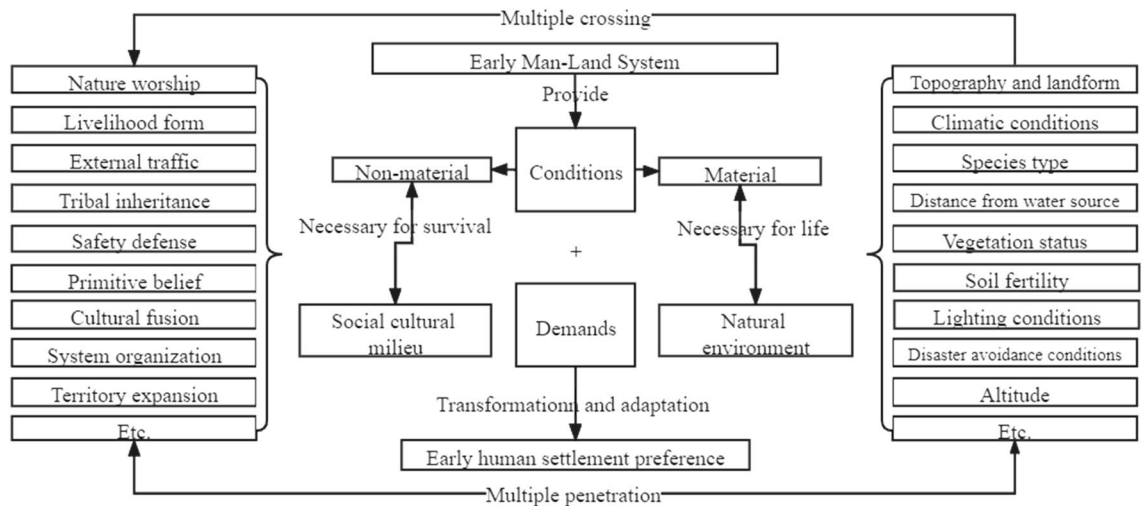 Multiple crossing
Early Man-Land System
Provide
Nature worship
Livelihood form
External traffic
Tribal inheritance
Safety defense
Primitive belief
Cultural fusion
System organization
Territory expansion
Etc.
Non-material
Conditions
Material
Necessary for survival
Necessary for life
+
Social cultural
milieu
Demands
Natural
environment
Transformationn and adaptation
Early human settlement preference
Topography and landform
Climatic conditions
Species type
Distance from water source
Vegetation status
Soil fertility
Lighting conditions
Disaster avoidance conditions
Altitude
Etc.
Multiple penetration